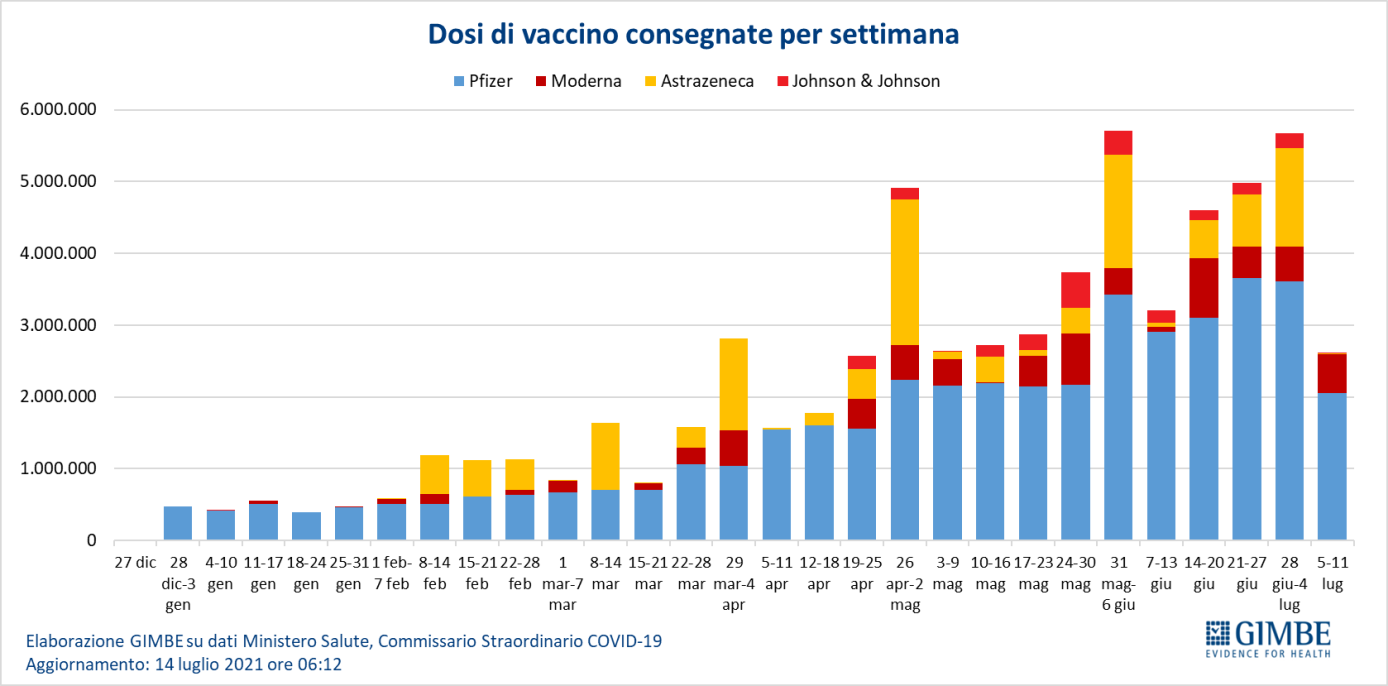 Dosi di vaccino consegnate per settimana
Pfizer Moderna Astrazeneca Johnson & Johnson
6.000.000
5.000.000
4.000.000
3.000.000
2.000.000
1.000.000
0
27 dic 28 4-10 11-17 18-24 25-31 1 feb- 8-14 15-21 22-28 1 8-14 15-21 22-28 29 5-11 12-18 19-25 26 3-9 10-16 17-23 24-30 31 7-13 14-20 21-27 28 5-11
dic-3 gen gen gen gen 7 feb feb feb feb mar-7 mar mar mar mar-4 apr apr apr apr-2 mag mag mag mag mag- giu giu giu giu-4 lug
gen mar apr mag 6 giu lug
Elaborazione GIMBE su dati Ministero Salute, Commissario Straordinario COVID-19
Aggiornamento: 14 luglio 2021 ore 06:12
GIMBE
EVIDENCE FOR HEALTH